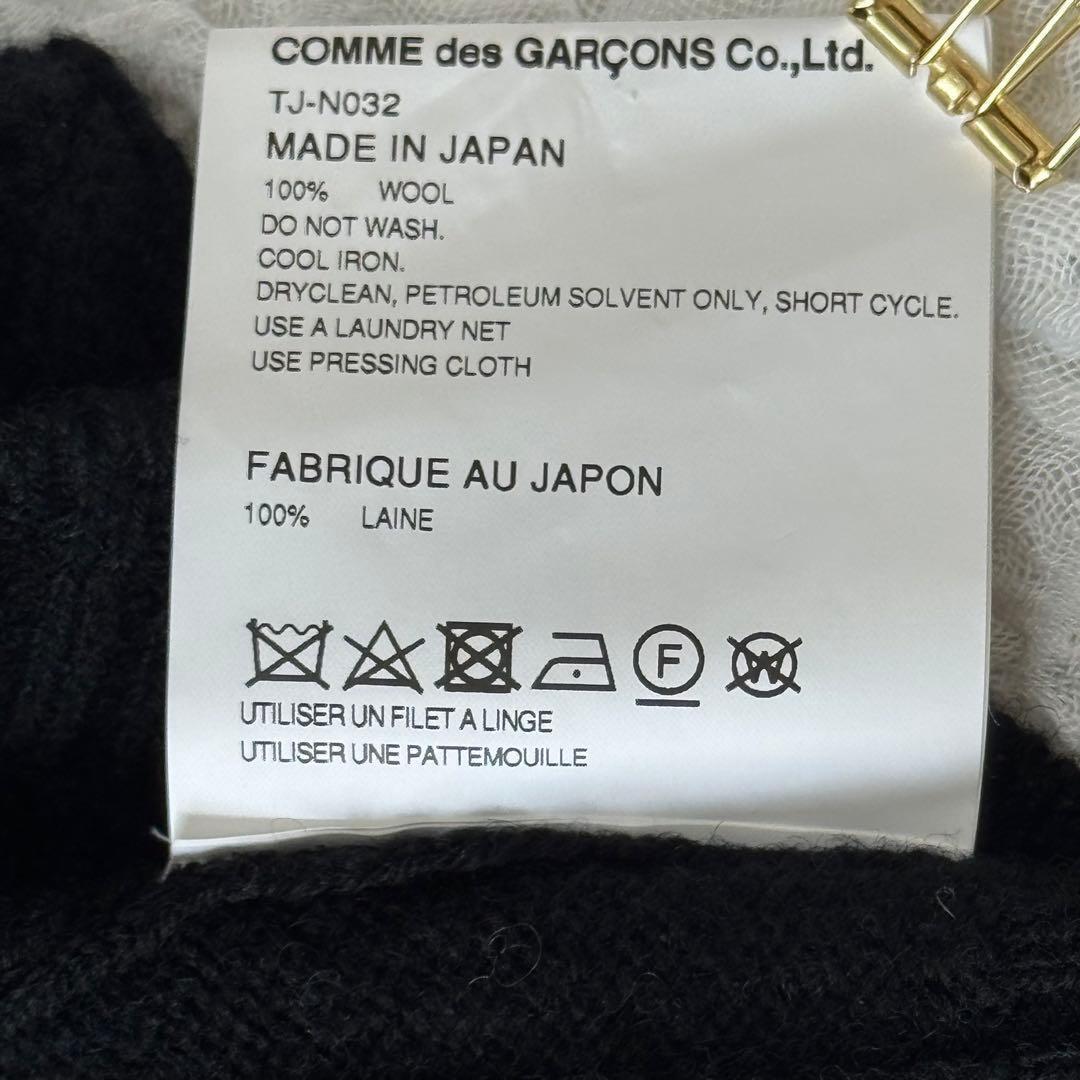 COMME des GARÇONS Co.,Ltd.
TJ-N032
MADE IN JAPAN
100% WOOL
DO NOT WASH.
COOL IRON.
DRYCLEAN, PETROLEUM SOLVENT ONLY, SHORT CYCLE.
USE A LAUNDRY NET
USE PRESSING CLOTH
FABRIQUE AU JAPON
100% LAINE
F W
UTILISER UN FILET A LINGE
UTILISER UNE PATTEMOUILLE